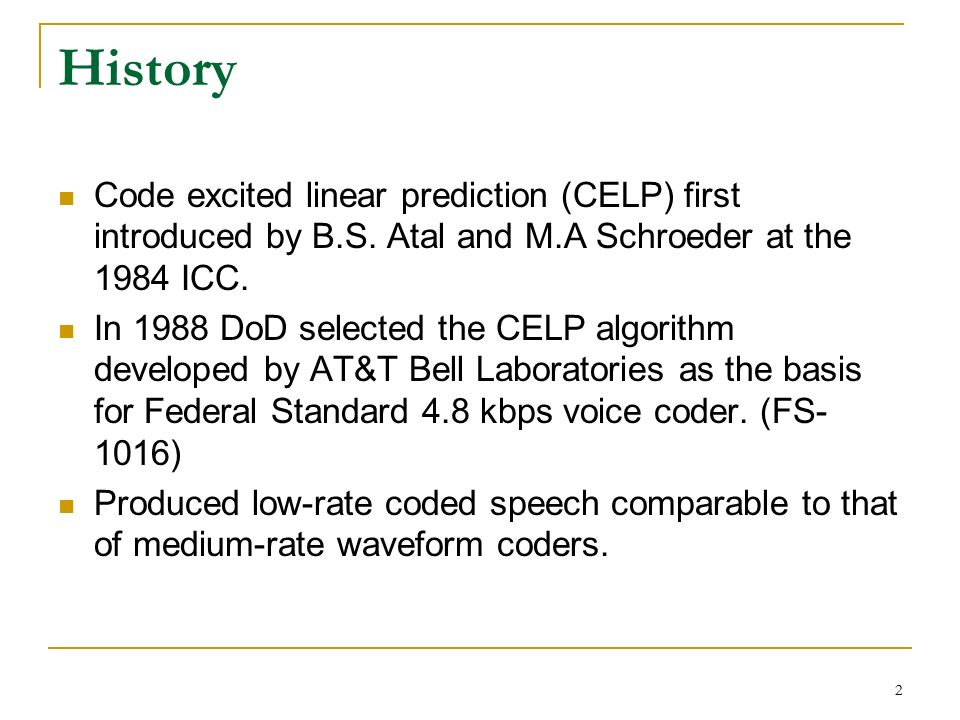 History
Code excited linear prediction (CELP) first
introduced by B.S. Atal and M.A Schroeder at the
1984 ICC.
In 1988 DoD selected the CELP algorithm
developed by AT&T Bell Laboratories as the basis
for Federal Standard 4.8 kbps voice coder. (FS-
1016)
Produced low-rate coded speech comparable to that
of medium-rate waveform coders.
2